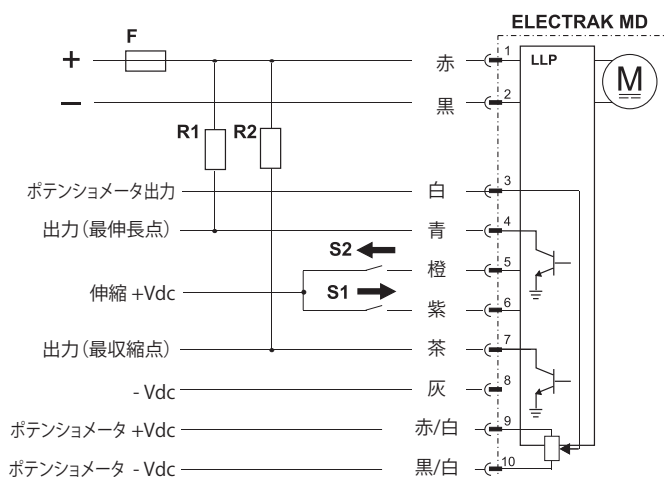 ELECTRAK MD
F
+
赤
1
LLP
M
−
黒
2
R1
R2
ポテンショメータ出力
白
3
出力（最伸長点）
青
4
S2
橙
5
伸縮 +Vdc
S1
紫
6
出力（最収縮点）
茶
7
- Vdc
灰
8
ポテンショメータ +Vdc
赤/白
9
ポテンショメータ - Vdc
黒/白
10